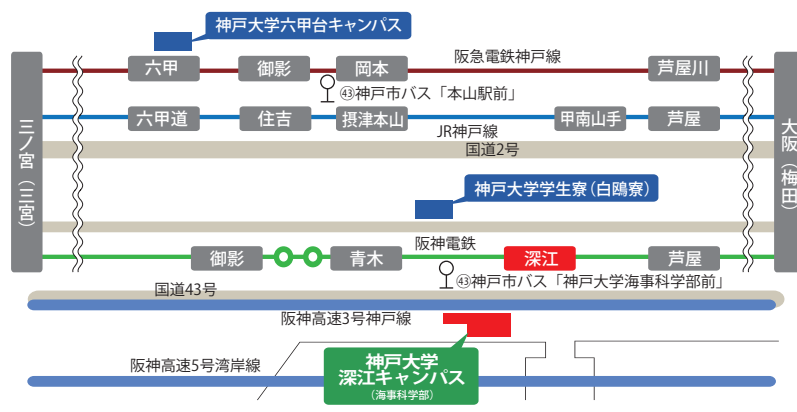 神戸大学六甲台キャンパス
阪急電鉄神戸線
六甲
御影
岡本
芦屋川
㊸神戸市バス「本山駅前」
三ノ宮（三宮）
六甲道
住吉
摂津本山
甲南山手
芦屋
大阪（梅田）
JR神戸線
国道2号
神戸大学学生寮（白鴎寮）
阪神電鉄
御影
青木
深江
芦屋
㊸神戸市バス「神戸大学海事科学部前」
国道43号
阪神高速3号神戸線
阪神高速5号湾岸線
神戸大学
深江キャンパス
（海事科学部）